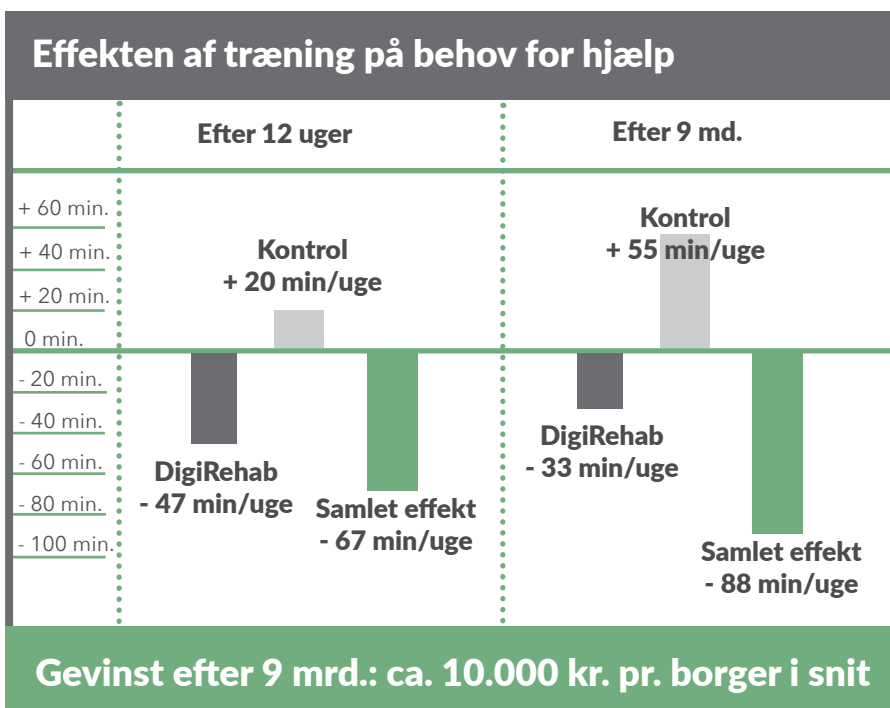 Effekten af træning på behov for hjælp
Efter 12 uger
Efter 9 md.
+ 60 min.
+ 40 min.
+ 20 min.
0 min.
- 20 min.
- 40 min.
- 60 min.
- 80 min.
- 100 min.
Kontrol
+ 20 min/uge
DigiRehab
- 47 min/uge
Samlet effekt
- 67 min/uge
Kontrol
+ 55 min/uge
DigiRehab
- 33 min/uge
Samlet effekt
- 88 min/uge
Gevinst efter 9 mrd.: ca. 10.000 kr. pr. borger i snit